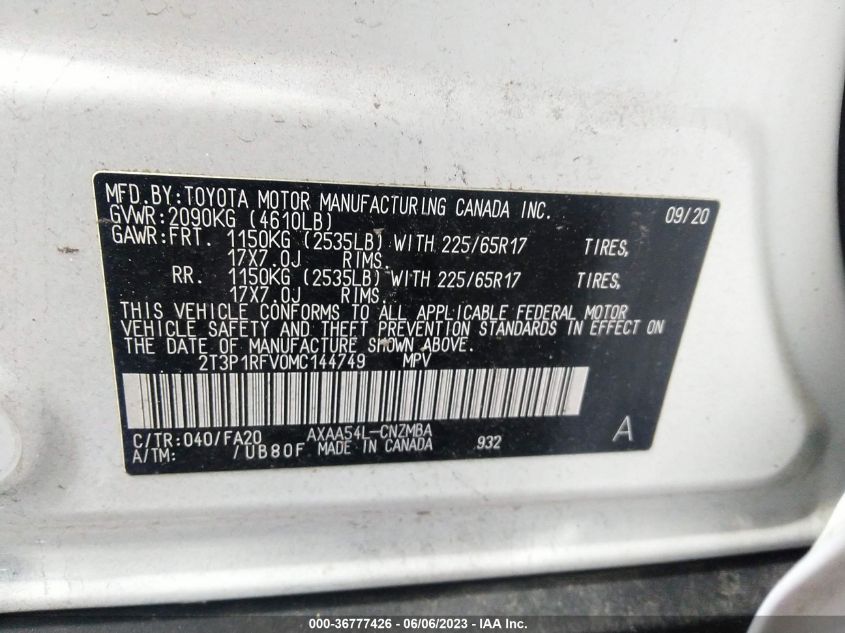 MFD.BY:TOYOTA MOTOR MANUFACTURING CANADA INC. 09/20
GVWR:2090KG (4610LB)
GAWR:FRT. 1150KG (2535LB) WITH 225/65R17 TIRES,
17X7.0J RIMS.
RR. 1150KG (2535LB) WITH 225/65R17 TIRES,
17X7.0J RIMS.
THIS VEHICLE CONFORMS TO ALL APPLICABLE FEDERAL MOTOR
VEHICLE SAFETY AND THEFT PREVENTION STANDARDS IN EFFECT ON
THE DATE OF MANUFACTURE SHOWN ABOVE.
2T3P1RFV0MC144749 MPV
C/TR:040/FA20 AXAA54L-CNZMBA A
A/TM: /UB80F MADE IN CANADA 932
000-36777426 - 06/06/2023 - IAA Inc.